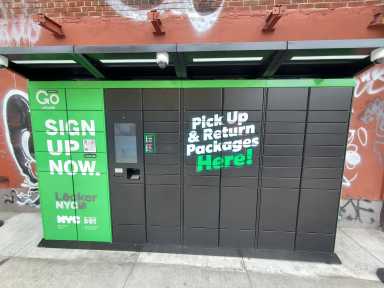 Go
SIGN
UP
NOW.
Locker
NYC
NYC
Pick Up
& Return
Packages
Here!